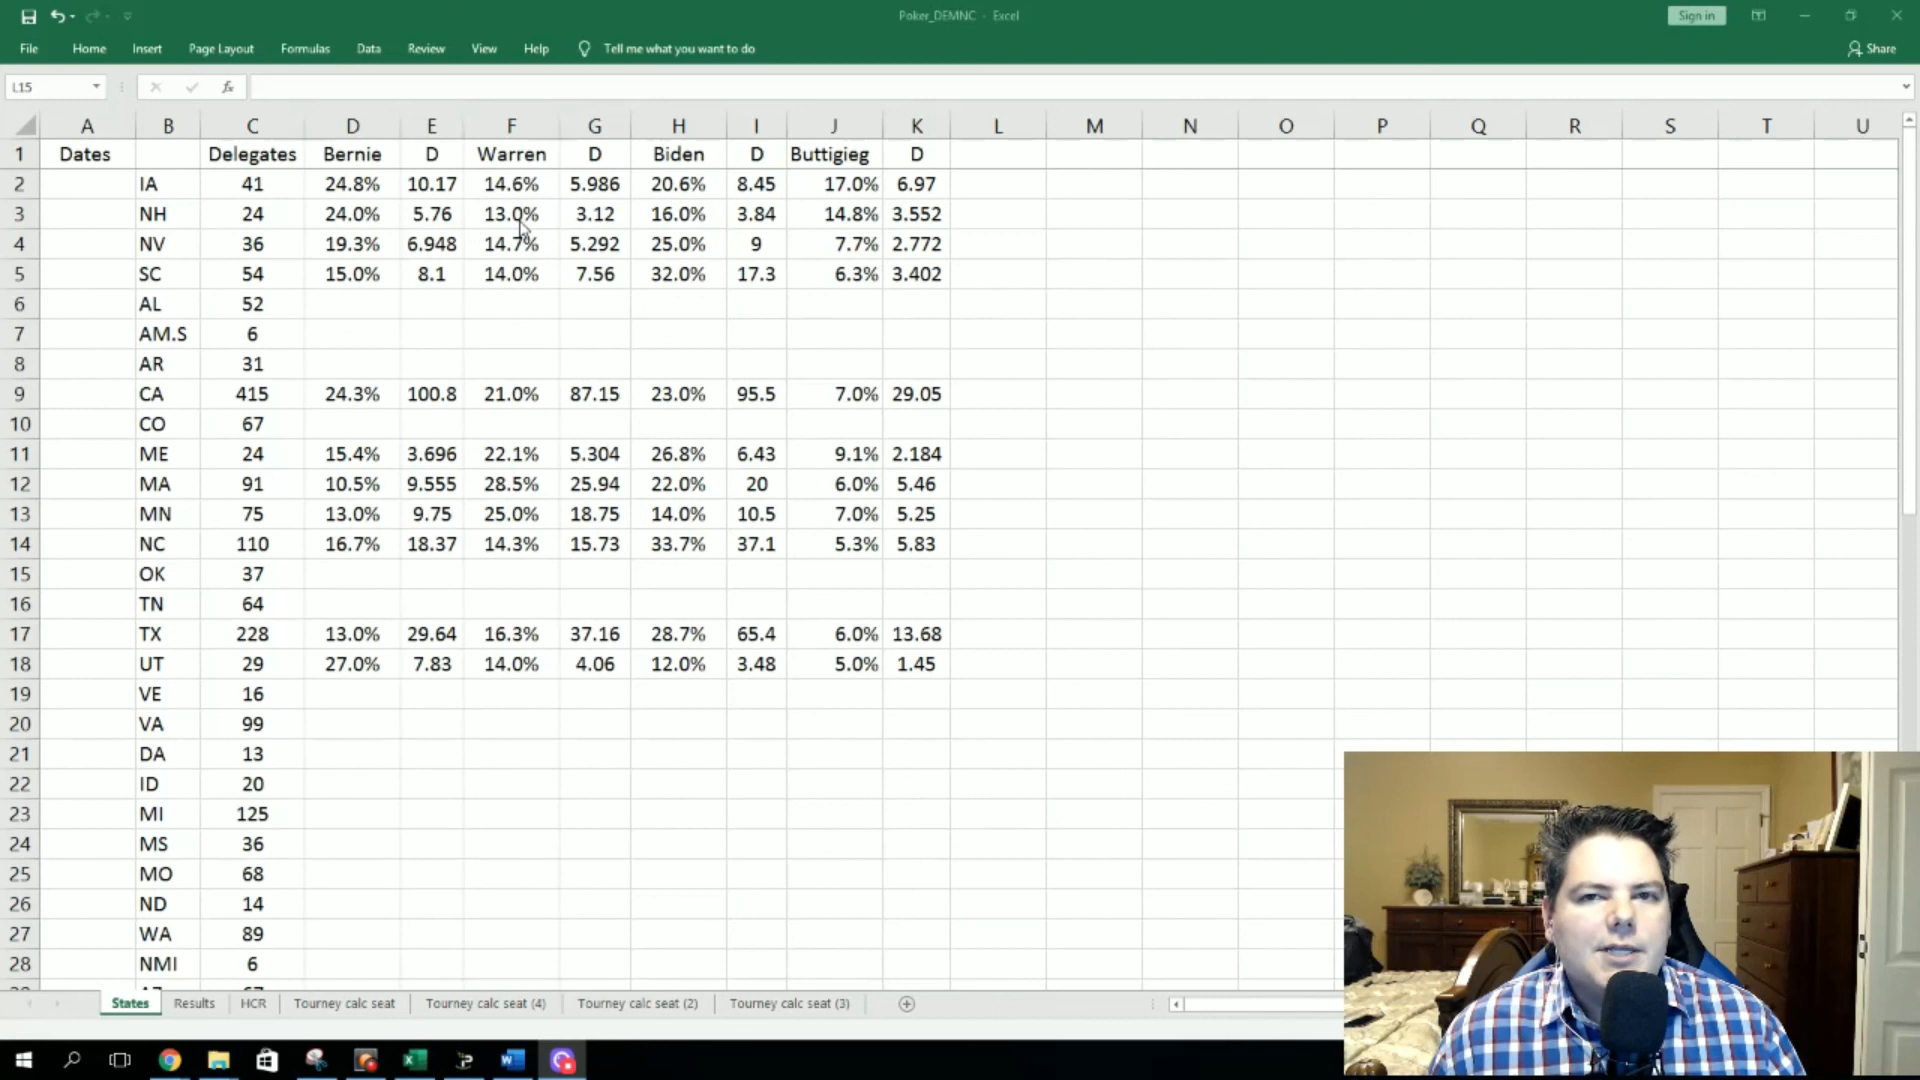 Poker_DEMNC - Excel
Sign in
File Home Insert Page Layout Formulas Data Review View Help Tell me what you want to do Share
L15 fx
A B C D E F G H I J K L M N O P Q R S T U
1 Dates Delegates Bernie D Warren D Biden D Buttigieg D
2 IA 41 24.8% 10.17 14.6% 5.986 20.6% 8.45 17.0% 6.97
3 NH 24 24.0% 5.76 13.0% 3.12 16.0% 3.84 14.8% 3.552
4 NV 36 19.3% 6.948 14.7% 5.292 25.0% 9 7.7% 2.772
5 SC 54 15.0% 8.1 14.0% 7.56 32.0% 17.3 6.3% 3.402
6 AL 52
7 AM.S 6
8 AR 31
9 CA 415 24.3% 100.8 21.0% 87.15 23.0% 95.5 7.0% 29.05
10 CO 67
11 ME 24 15.4% 3.696 22.1% 5.304 26.8% 6.43 9.1% 2.184
12 MA 91 10.5% 9.555 28.5% 25.94 22.0% 20 6.0% 5.46
13 MN 75 13.0% 9.75 25.0% 18.75 14.0% 10.5 7.0% 5.25
14 NC 110 16.7% 18.37 14.3% 15.73 33.7% 37.1 5.3% 5.83
15 OK 37
16 TN 64
17 TX 228 13.0% 29.64 16.3% 37.16 28.7% 65.4 6.0% 13.68
18 UT 29 27.0% 7.83 14.0% 4.06 12.0% 3.48 5.0% 1.45
19 VE 16
20 VA 99
21 DA 13
22 ID 20
23 MI 125
24 MS 36
25 MO 68
26 ND 14
27 WA 89
28 NMI 6
States Results HCR Tourney calc seat Tourney calc seat (4) Tourney calc seat (2) Tourney calc seat (3)